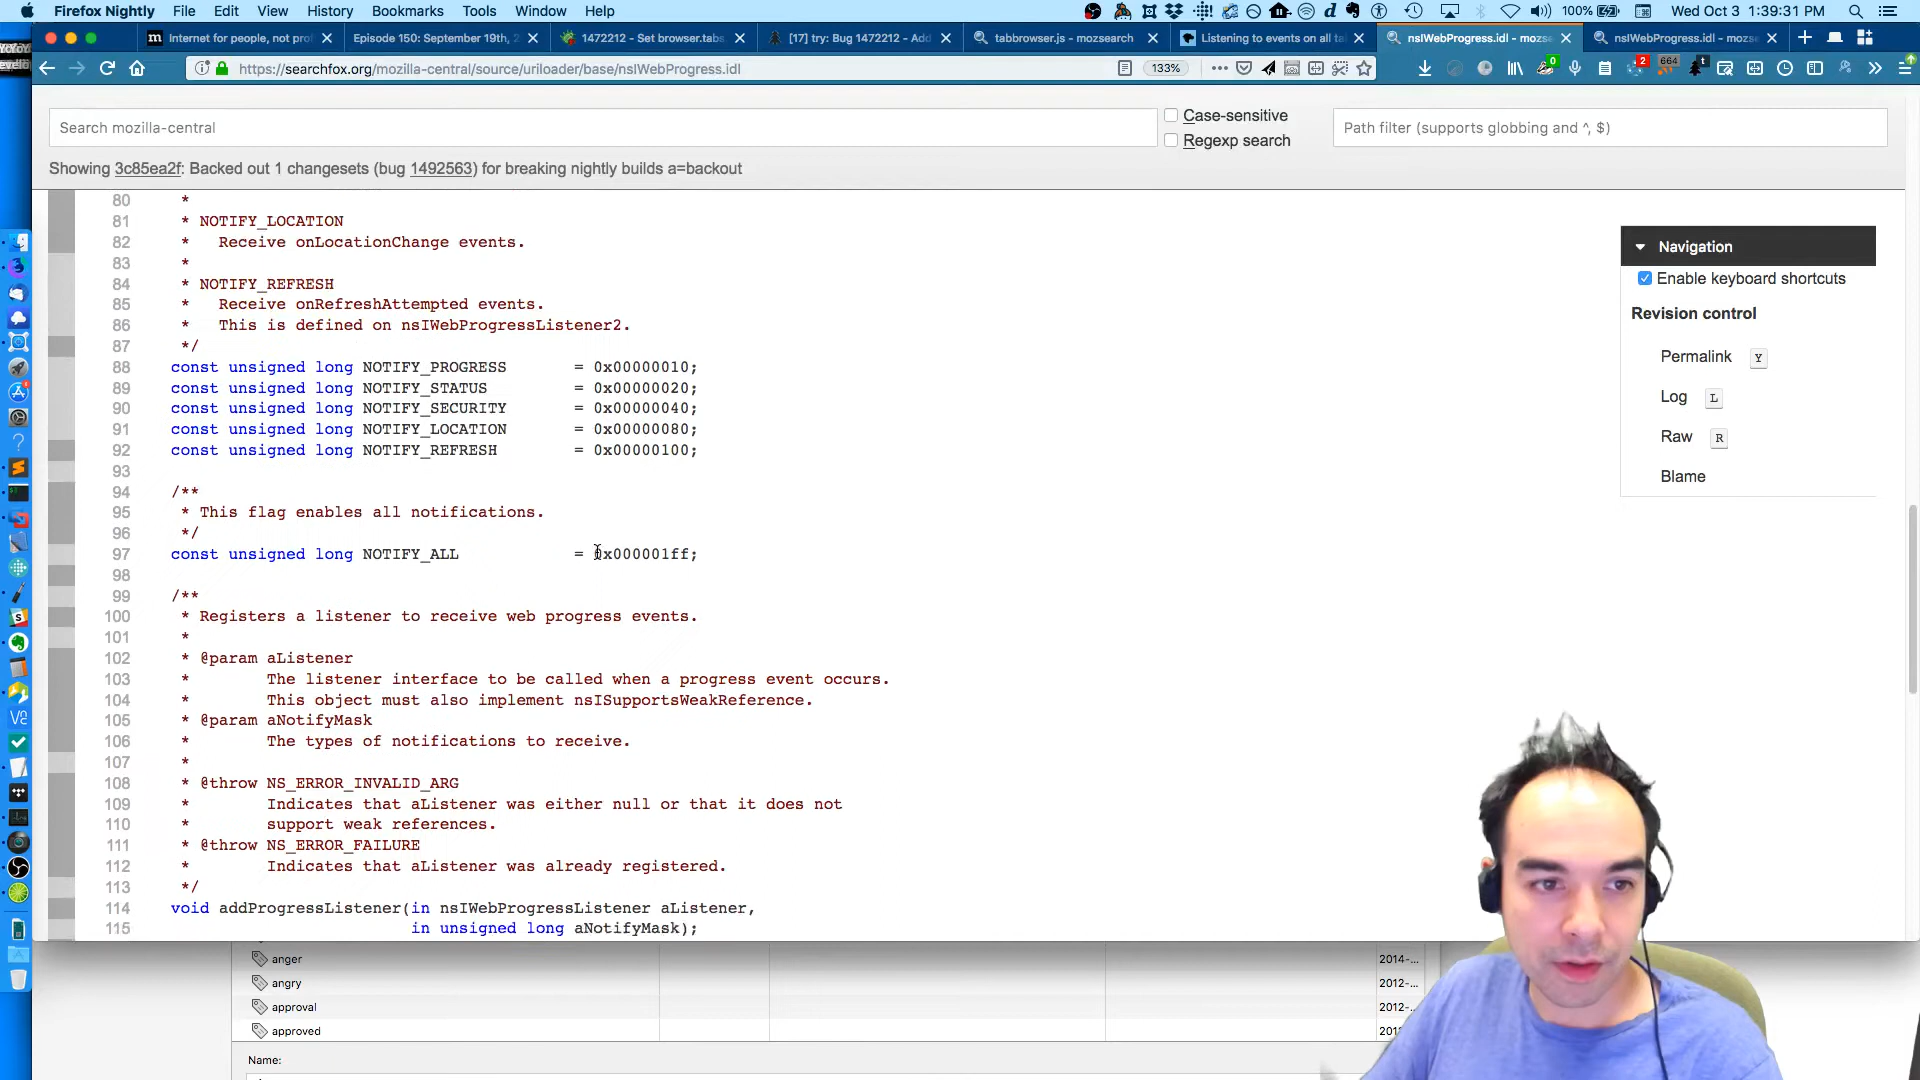 Firefox Nightly File Edit View History Bookmarks Tools Window Help 100% Wed Oct 3 1:39:31 PM
Internet for people, not pro Episode 150: September 19th, 2 1472212 - Set browser.tabs [17] try: Bug 1472212 - Ad tabbrowser.js - mozsearch Listening to events on all ta nsIWebProgress.idl - mozse nsIWebProgress.idl - mozse
https://searchfox.org/mozilla-central/source/uriloader/base/nsIWebProgress.idl 133% 0 2 664
Search mozilla-central Case-sensitive Path filter (supports globbing and ^, $)
Regexp search
Showing 3c85ea2f: Backed out 1 changesets (bug 1492563) for breaking nightly builds a=backout
80 *
81 * NOTIFY_LOCATION
82 * Receive onLocationChange events.
83 *
84 * NOTIFY_REFRESH
85 * Receive onRefreshAttempted events.
86 * This is defined on nsIWebProgressListener2.
87 */
88 const unsigned long NOTIFY_PROGRESS = 0x00000010;
89 const unsigned long NOTIFY_STATUS = 0x00000020;
90 const unsigned long NOTIFY_SECURITY = 0x00000040;
91 const unsigned long NOTIFY_LOCATION = 0x00000080;
92 const unsigned long NOTIFY_REFRESH = 0x00000100;
93
94 /**
95 * This flag enables all notifications.
96 */
97 const unsigned long NOTIFY_ALL = 0x000001ff;
98
99 /**
100 * Registers a listener to receive web progress events.
101 *
102 * @param aListener
103 * The listener interface to be called when a progress event occurs.
104 * This object must also implement nsISupportsWeakReference.
105 * @param aNotifyMask
106 * The types of notifications to receive.
107 *
108 * @throw NS_ERROR_INVALID_ARG
109 * Indicates that aListener was either null or that it does not
110 * support weak references.
111 * @throw NS_ERROR_FAILURE
112 * Indicates that aListener was already registered.
113 */
114 void addProgressListener(in nsIWebProgressListener aListener,
115 in unsigned long aNotifyMask);
Navigation
Enable keyboard shortcuts
Revision control
Permalink Y
Log L
Raw R
Blame
anger 2014-...
angry 2012-...
approval 2012-...
approved
Name: